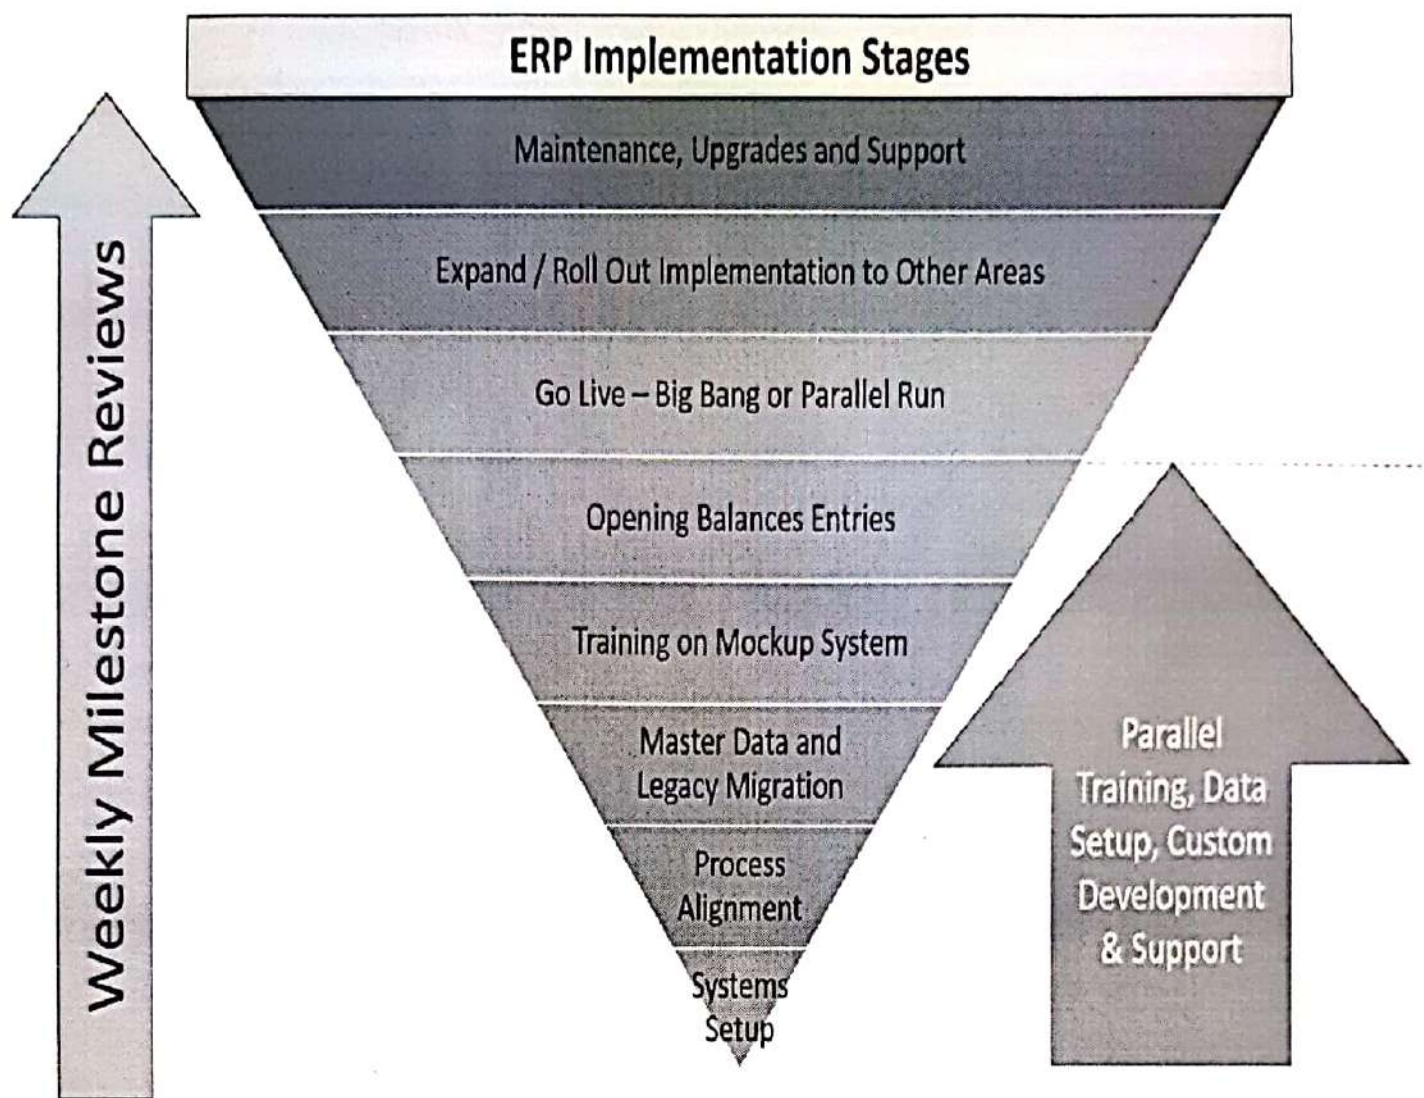 ERP Implementation Stages
Maintenance, Upgrades and Support
Expand / Roll Out Implementation to Other Areas
Go Live – Big Bang or Parallel Run
Opening Balances Entries
Training on Mockup System
Master Data and
Legacy Migration
Process
Alignment
Systems
Setup
Weekly Milestone Reviews
Parallel
Training, Data
Setup, Custom
Development
& Support